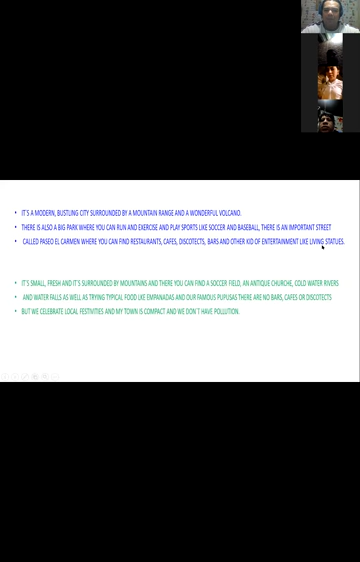 • IT´S A MODERN, BUSTLING CITY SURROUNDED BY A MOUNTAIN RANGE AND A WONDERFUL VOLCANO.
• THERE IS ALSO A BIG PARK WHERE YOU CAN RUN AND EXERCISE AND PLAY SPORTS LIKE SOCCER AND BASEBALL, THERE IS AN IMPORTANT STREET
• CALLED PASEO EL CARMEN WHERE YOU CAN FIND RESTAURANTS, CAFES, DISCOTECTS, BARS AND OTHER KID OF ENTERTAINMENT LIKE LIVING STATUES.
• IT´S SMALL, FRESH AND IT´S SURROUNDED BY MOUNTAINS AND THERE YOU CAN FIND A SOCCER FIELD, AN ANTIQUE CHURCHE, COLD WATER RIVERS
• AND WATER FALLS AS WELL AS TRYING TYPICAL FOOD LIKE EMPANADAS AND OUR FAMOUS PUPUSAS THERE ARE NO BARS, CAFES OR DISCOTECTS
• BUT WE CELEBRATE LOCAL FESTIVITIES AND MY TOWN IS COMPACT AND WE DON´T HAVE POLLUTION.